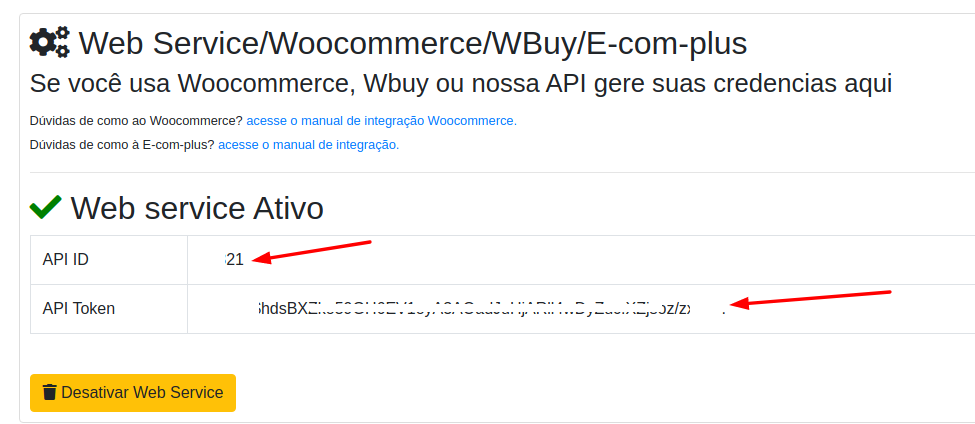 Web Service/Woocommerce/WBuy/E-com-plus
Se você usa Woocommerce, Wbuy ou nossa API gere suas credencias aqui
Dúvidas de como ao Woocommerce? acesse o manual de integração Woocommerce.
Dúvidas de como à E-com-plus? acesse o manual de integração.
Web service Ativo
API ID
21
API Token
Desativar Web Service